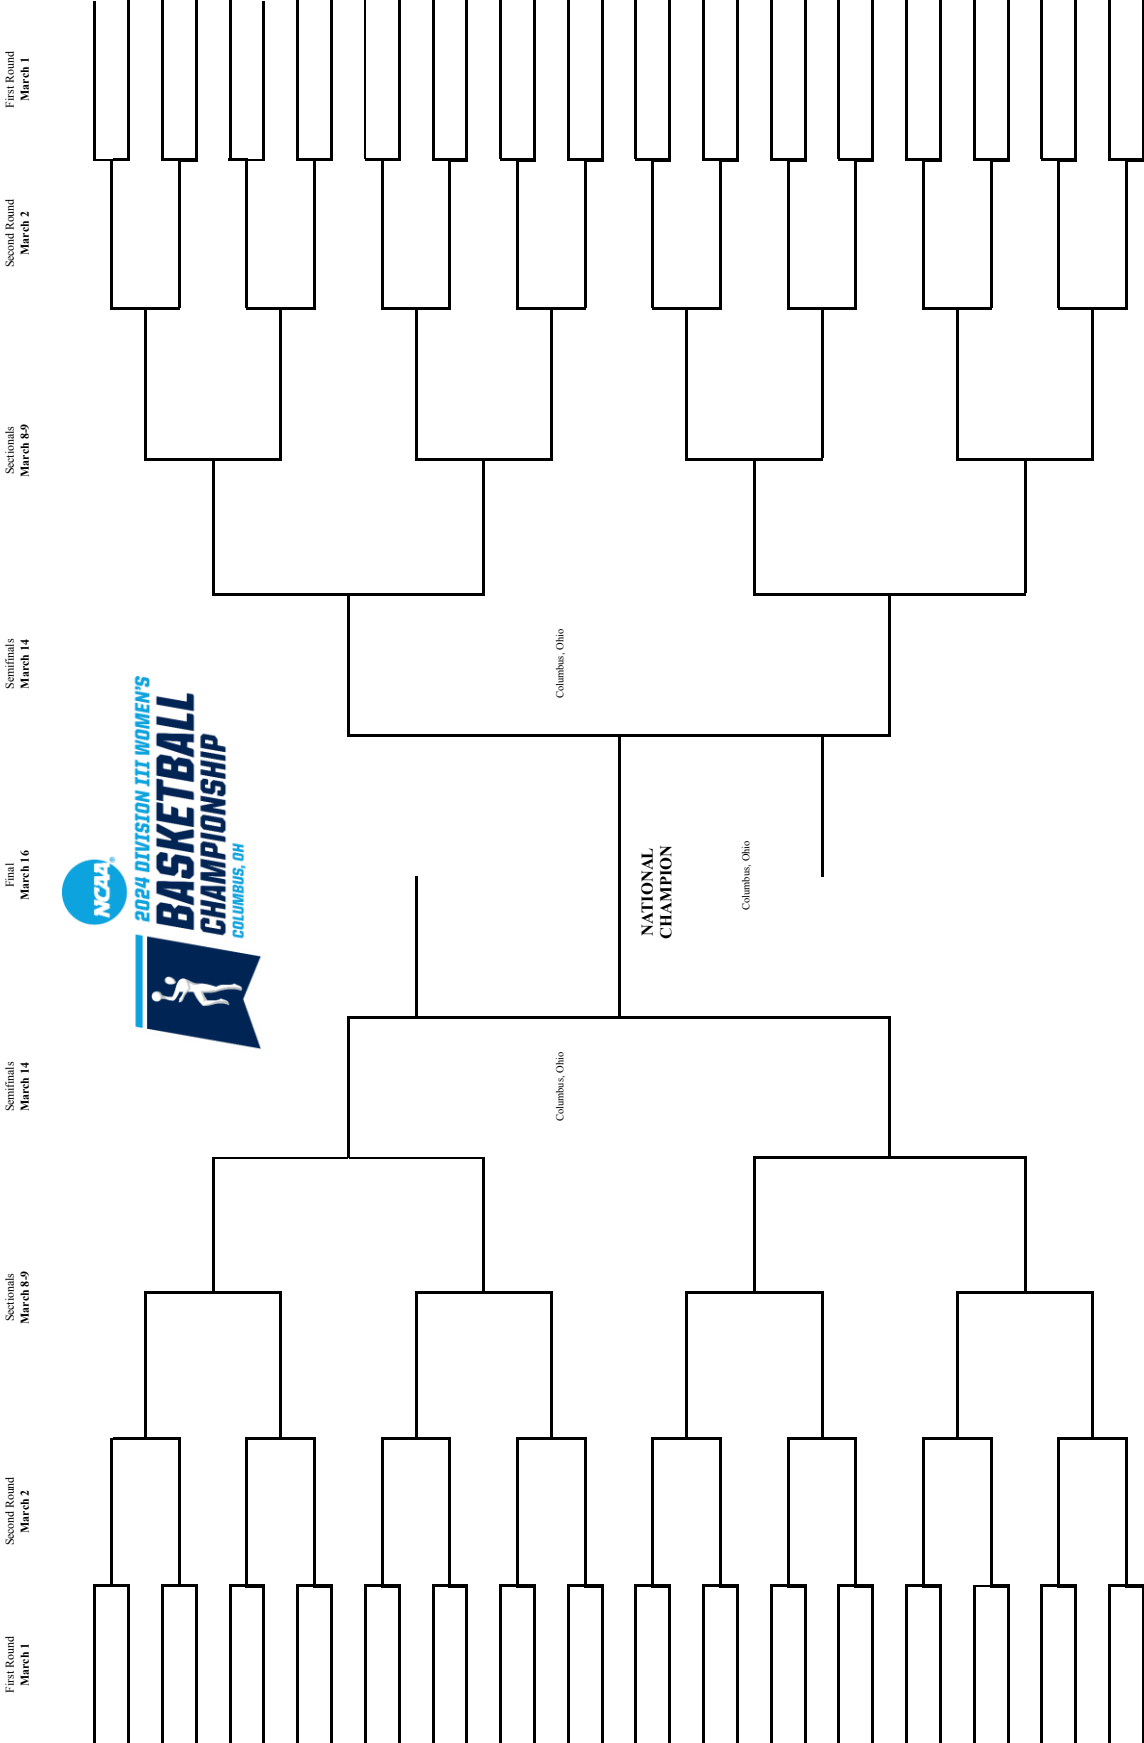 First Round
March 1
Second Round
March 2
Sectionals
March 8-9
Semifinals
March 14
Final
March 16
Semifinals
March 14
Sectionals
March 8-9
Second Round
March 2
First Round
March 1
NCAA®
2024 DIVISION III WOMEN'S
BASKETBALL
CHAMPIONSHIP
COLUMBUS, OH
Columbus, Ohio
Columbus, Ohio
NATIONAL
CHAMPION
Columbus, Ohio